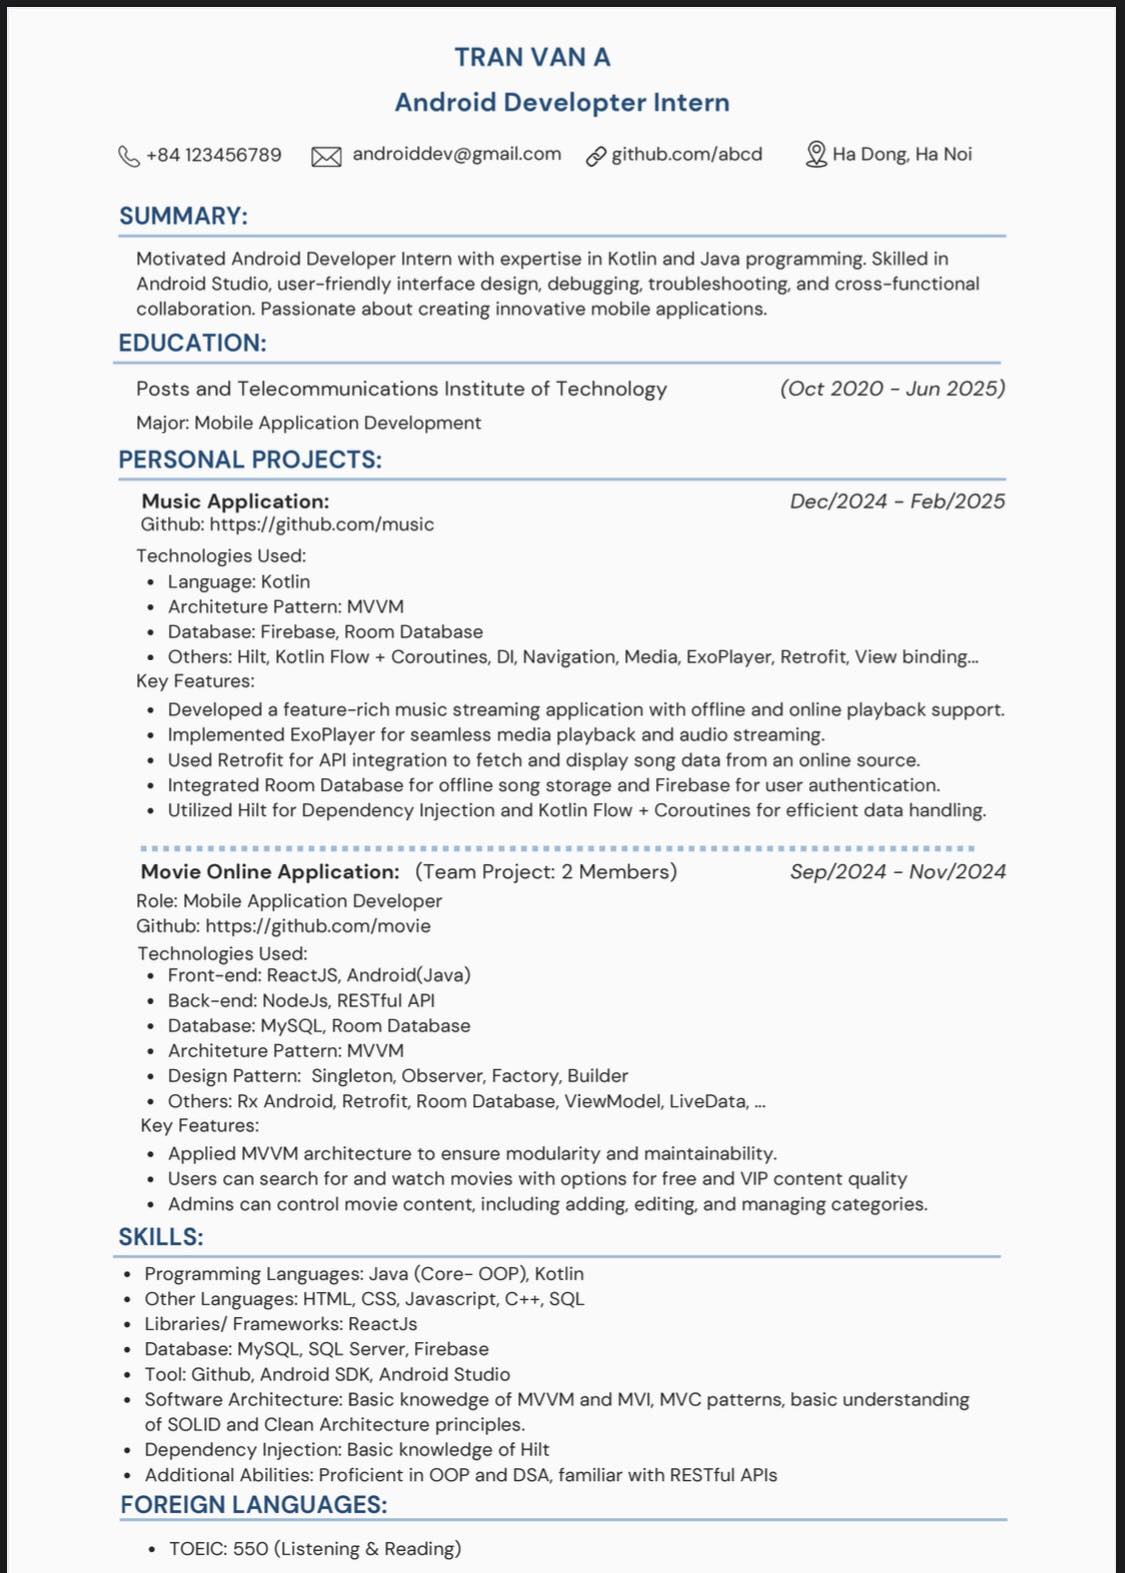 TRAN VAN A
Android Developter Intern
+84 123456789 androiddev@gmail.com github.com/abcd Ha Dong, Ha Noi
SUMMARY:
Motivated Android Developer Intern with expertise in Kotlin and Java programming. Skilled in
Android Studio, user-friendly interface design, debugging, troubleshooting, and cross-functional
collaboration. Passionate about creating innovative mobile applications.
EDUCATION:
Posts and Telecommunications Institute of Technology (Oct 2020 - Jun 2025)
Major: Mobile Application Development
PERSONAL PROJECTS:
Music Application: Dec/2024 - Feb/2025
Github: https://github.com/music
Technologies Used:
• Language: Kotlin
• Architeture Pattern: MVVM
• Database: Firebase, Room Database
• Others: Hilt, Kotlin Flow + Coroutines, DI, Navigation, Media, ExoPlayer, Retrofit, View binding...
Key Features:
• Developed a feature-rich music streaming application with offline and online playback support.
• Implemented ExoPlayer for seamless media playback and audio streaming.
• Used Retrofit for API integration to fetch and display song data from an online source.
• Integrated Room Database for offline song storage and Firebase for user authentication.
• Utilized Hilt for Dependency Injection and Kotlin Flow + Coroutines for efficient data handling.
Movie Online Application: (Team Project: 2 Members) Sep/2024 - Nov/2024
Role: Mobile Application Developer
Github: https://github.com/movie
Technologies Used:
• Front-end: ReactJS, Android(Java)
• Back-end: NodeJs, RESTful API
• Database: MySQL, Room Database
• Architeture Pattern: MVVM
• Design Pattern: Singleton, Observer, Factory, Builder
• Others: Rx Android, Retrofit, Room Database, ViewModel, LiveData, ...
Key Features:
• Applied MVVM architecture to ensure modularity and maintainability.
• Users can search for and watch movies with options for free and VIP content quality
• Admins can control movie content, including adding, editing, and managing categories.
SKILLS:
• Programming Languages: Java (Core- OOP), Kotlin
• Other Languages: HTML, CSS, Javascript, C++, SQL
• Libraries/ Frameworks: ReactJs
• Database: MySQL, SQL Server, Firebase
• Tool: Github, Android SDK, Android Studio
• Software Architecture: Basic knowedge of MVVM and MVI, MVC patterns, basic understanding
of SOLID and Clean Architecture principles.
• Dependency Injection: Basic knowledge of Hilt
• Additional Abilities: Proficient in OOP and DSA, familiar with RESTful APIs
FOREIGN LANGUAGES:
• TOEIC: 550 (Listening & Reading)